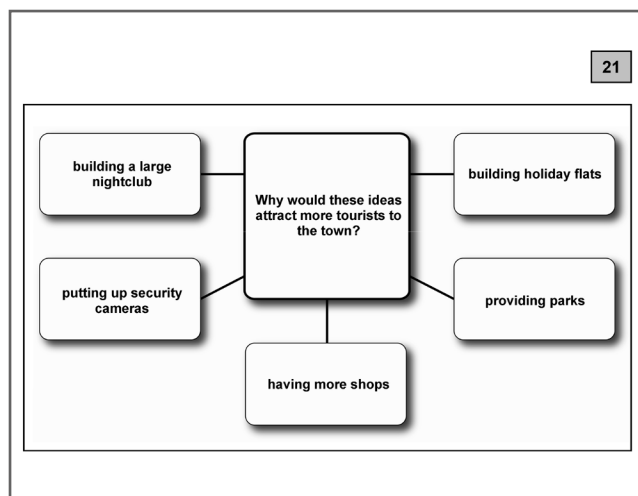 21
building a large
nightclub
Why would these ideas
attract more tourists to
the town?
building holiday flats
putting up security
cameras
providing parks
having more shops